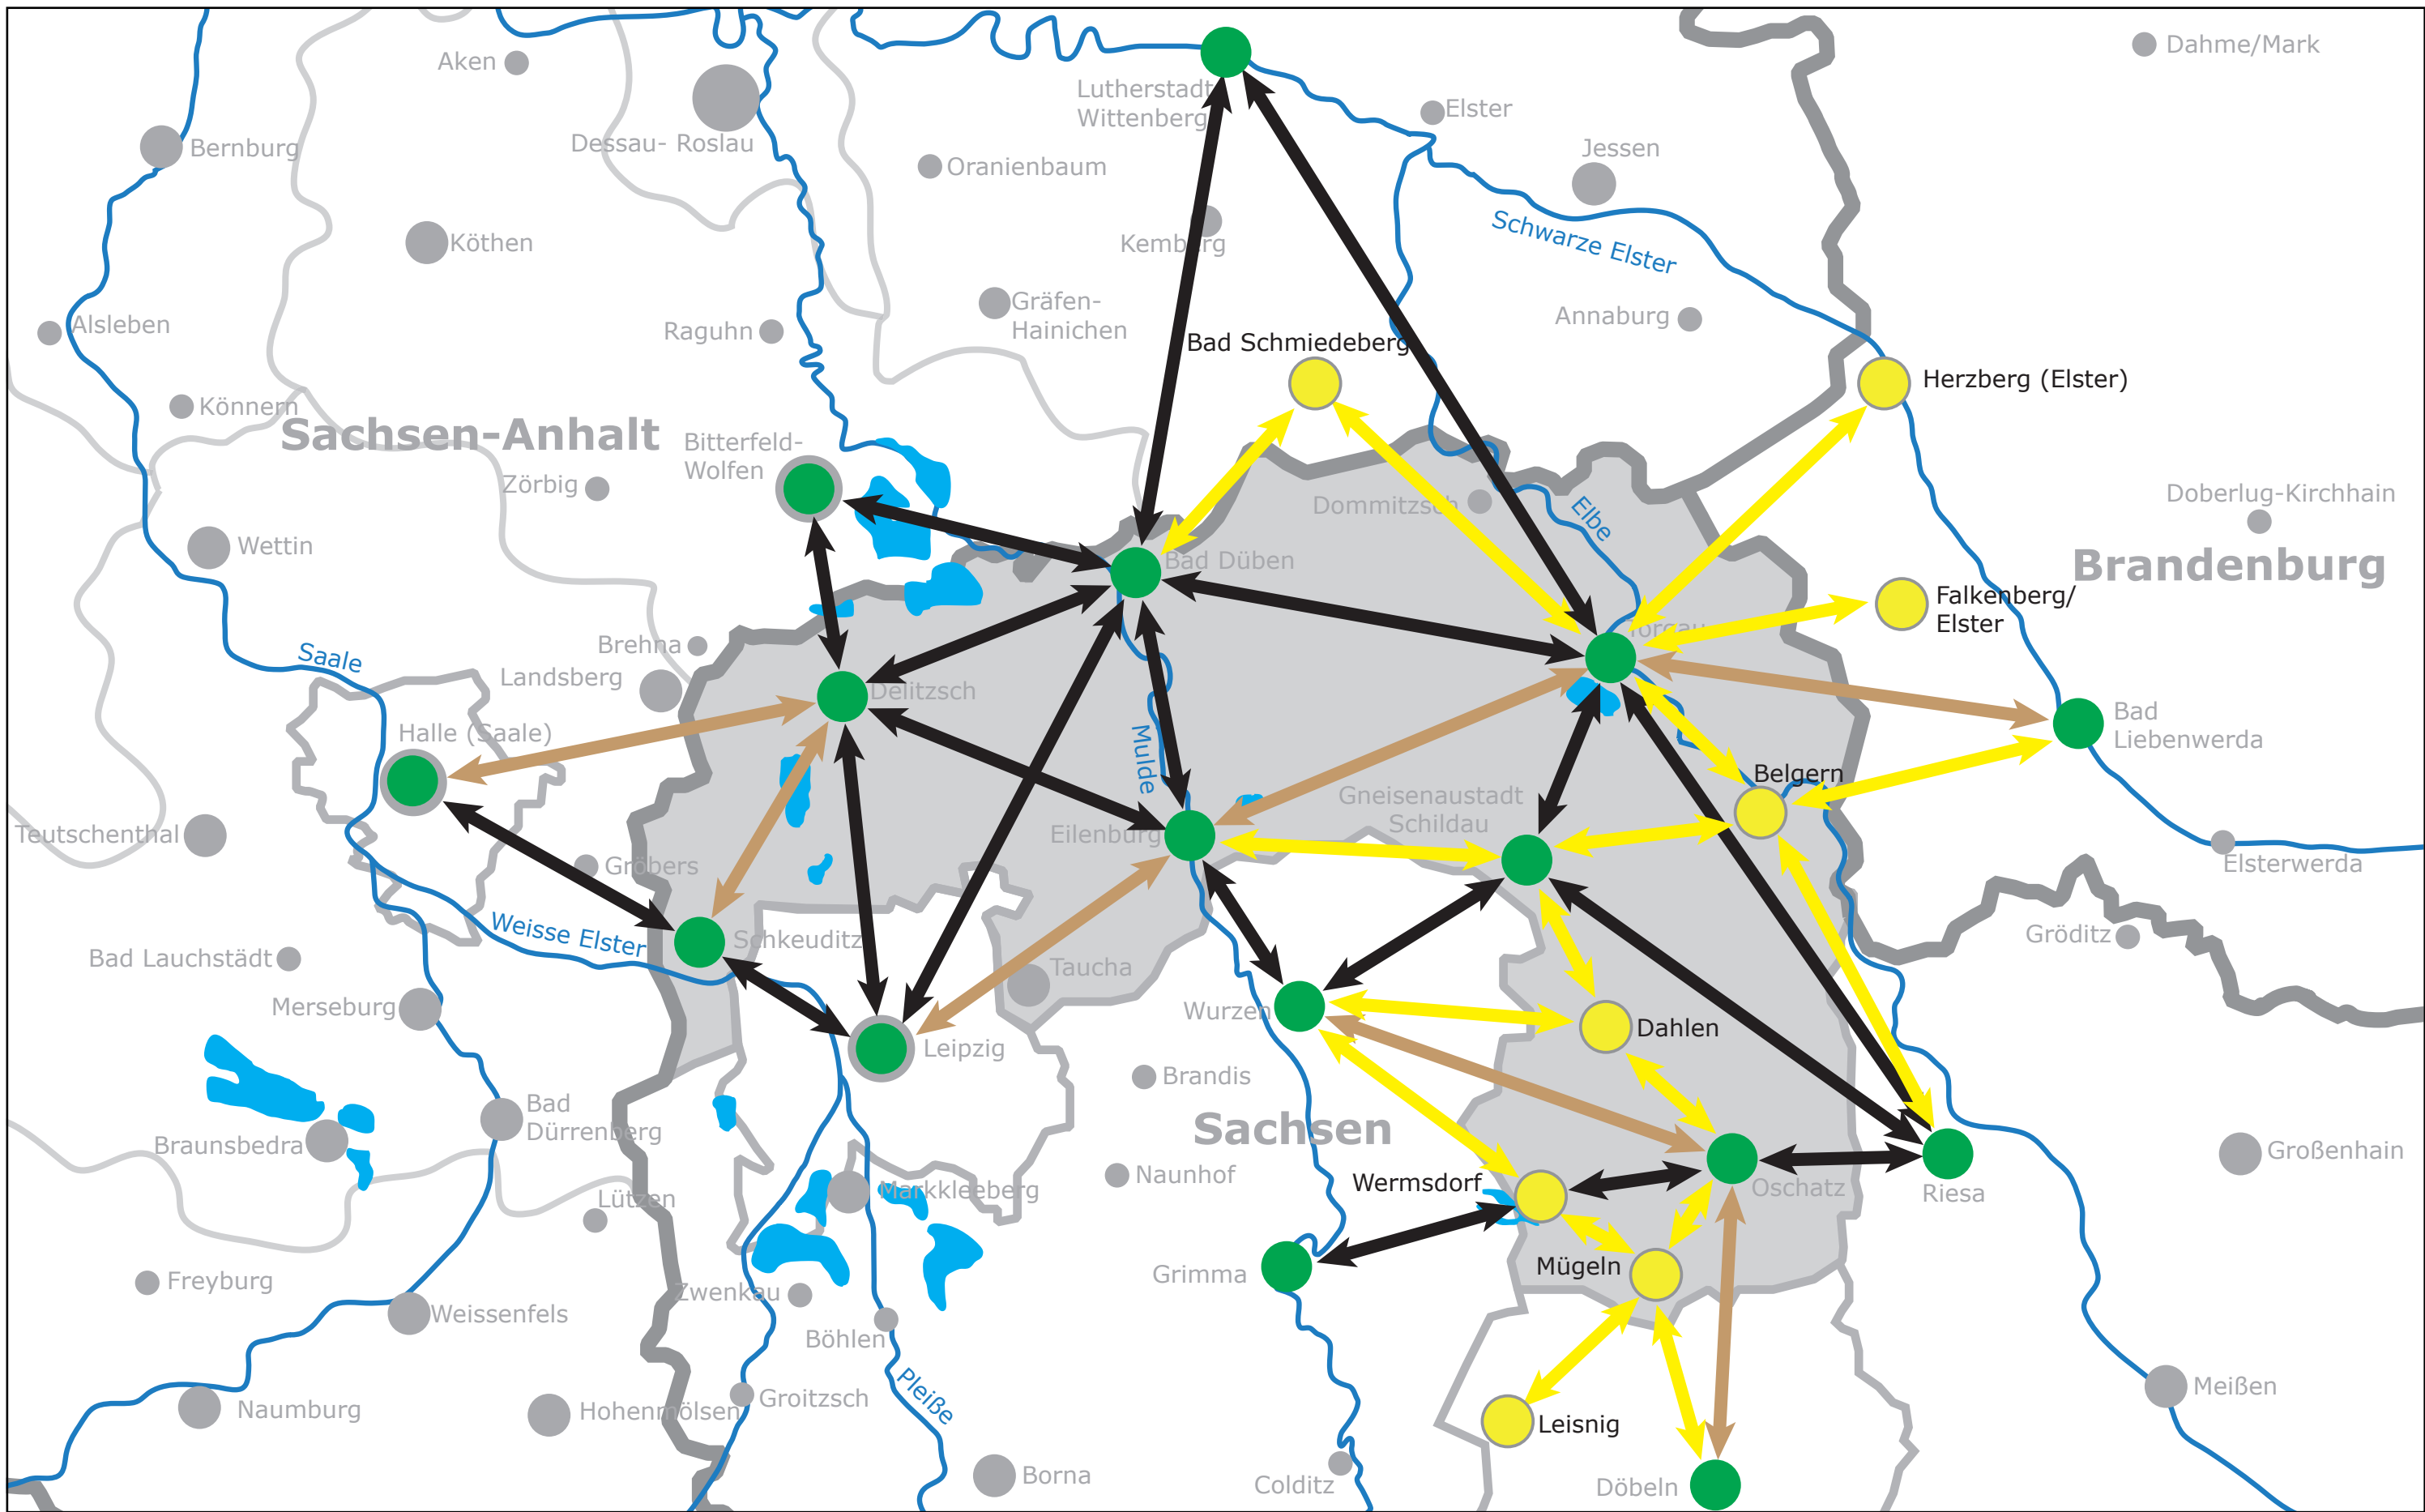 Aken
Dahme/Mark
Lutherstadt
Wittenberg
Elster
Dessau- Roslau
Bernburg
Jessen
Oranienbaum
Schwarze Elster
Köthen
Kemberg
Gräfen-
Hainichen
Annaburg
Alsleben
Raguhn
Bad Schmiedeberg
Herzberg (Elster)
Könnern
Sachsen-Anhalt
Bitterfeld-
Wolfen
Zörbig
Dommitzsch
Elbe
Doberlug-Kirchhain
Wettin
Bad Düben
Brandenburg
Falkenberg/
Elster
Torgau
Brehna
Saale
Landsberg
Delitzsch
Bad
Liebenwerda
Halle (Saale)
Mulde
Belgern
Gneisenaustadt
Schildau
Teutschenthal
Eilenburg
Gröbers
Elsterwerda
Weisse Elster
Schkeuditz
Gröditz
Bad Lauchstädt
Taucha
Merseburg
Wurzen
Dahlen
Leipzig
Brandis
Bad
Dürrenberg
Sachsen
Braunsbedra
Großenhain
Naunhof
Wermsdorf
Markkleeberg
Oschatz
Riesa
Lützen
Mügeln
Grimma
Freyburg
Zwenkau
Weissenfels
Böhlen
Pleiße
Meißen
Groitzsch
Naumburg
Hohenmölsen
Leisnig
Borna
Colditz
Döbeln